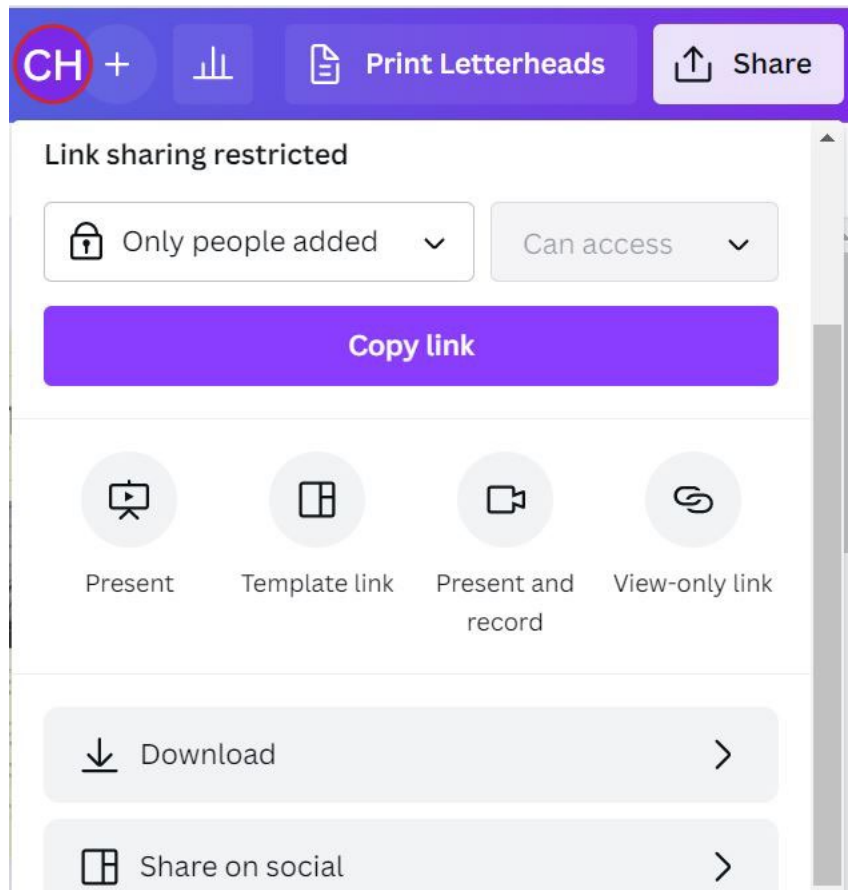 CH + Print Letterheads Share
Link sharing restricted
Only people added Can access
Copy link
Present Template link Present and record View-only link
Download
Share on social